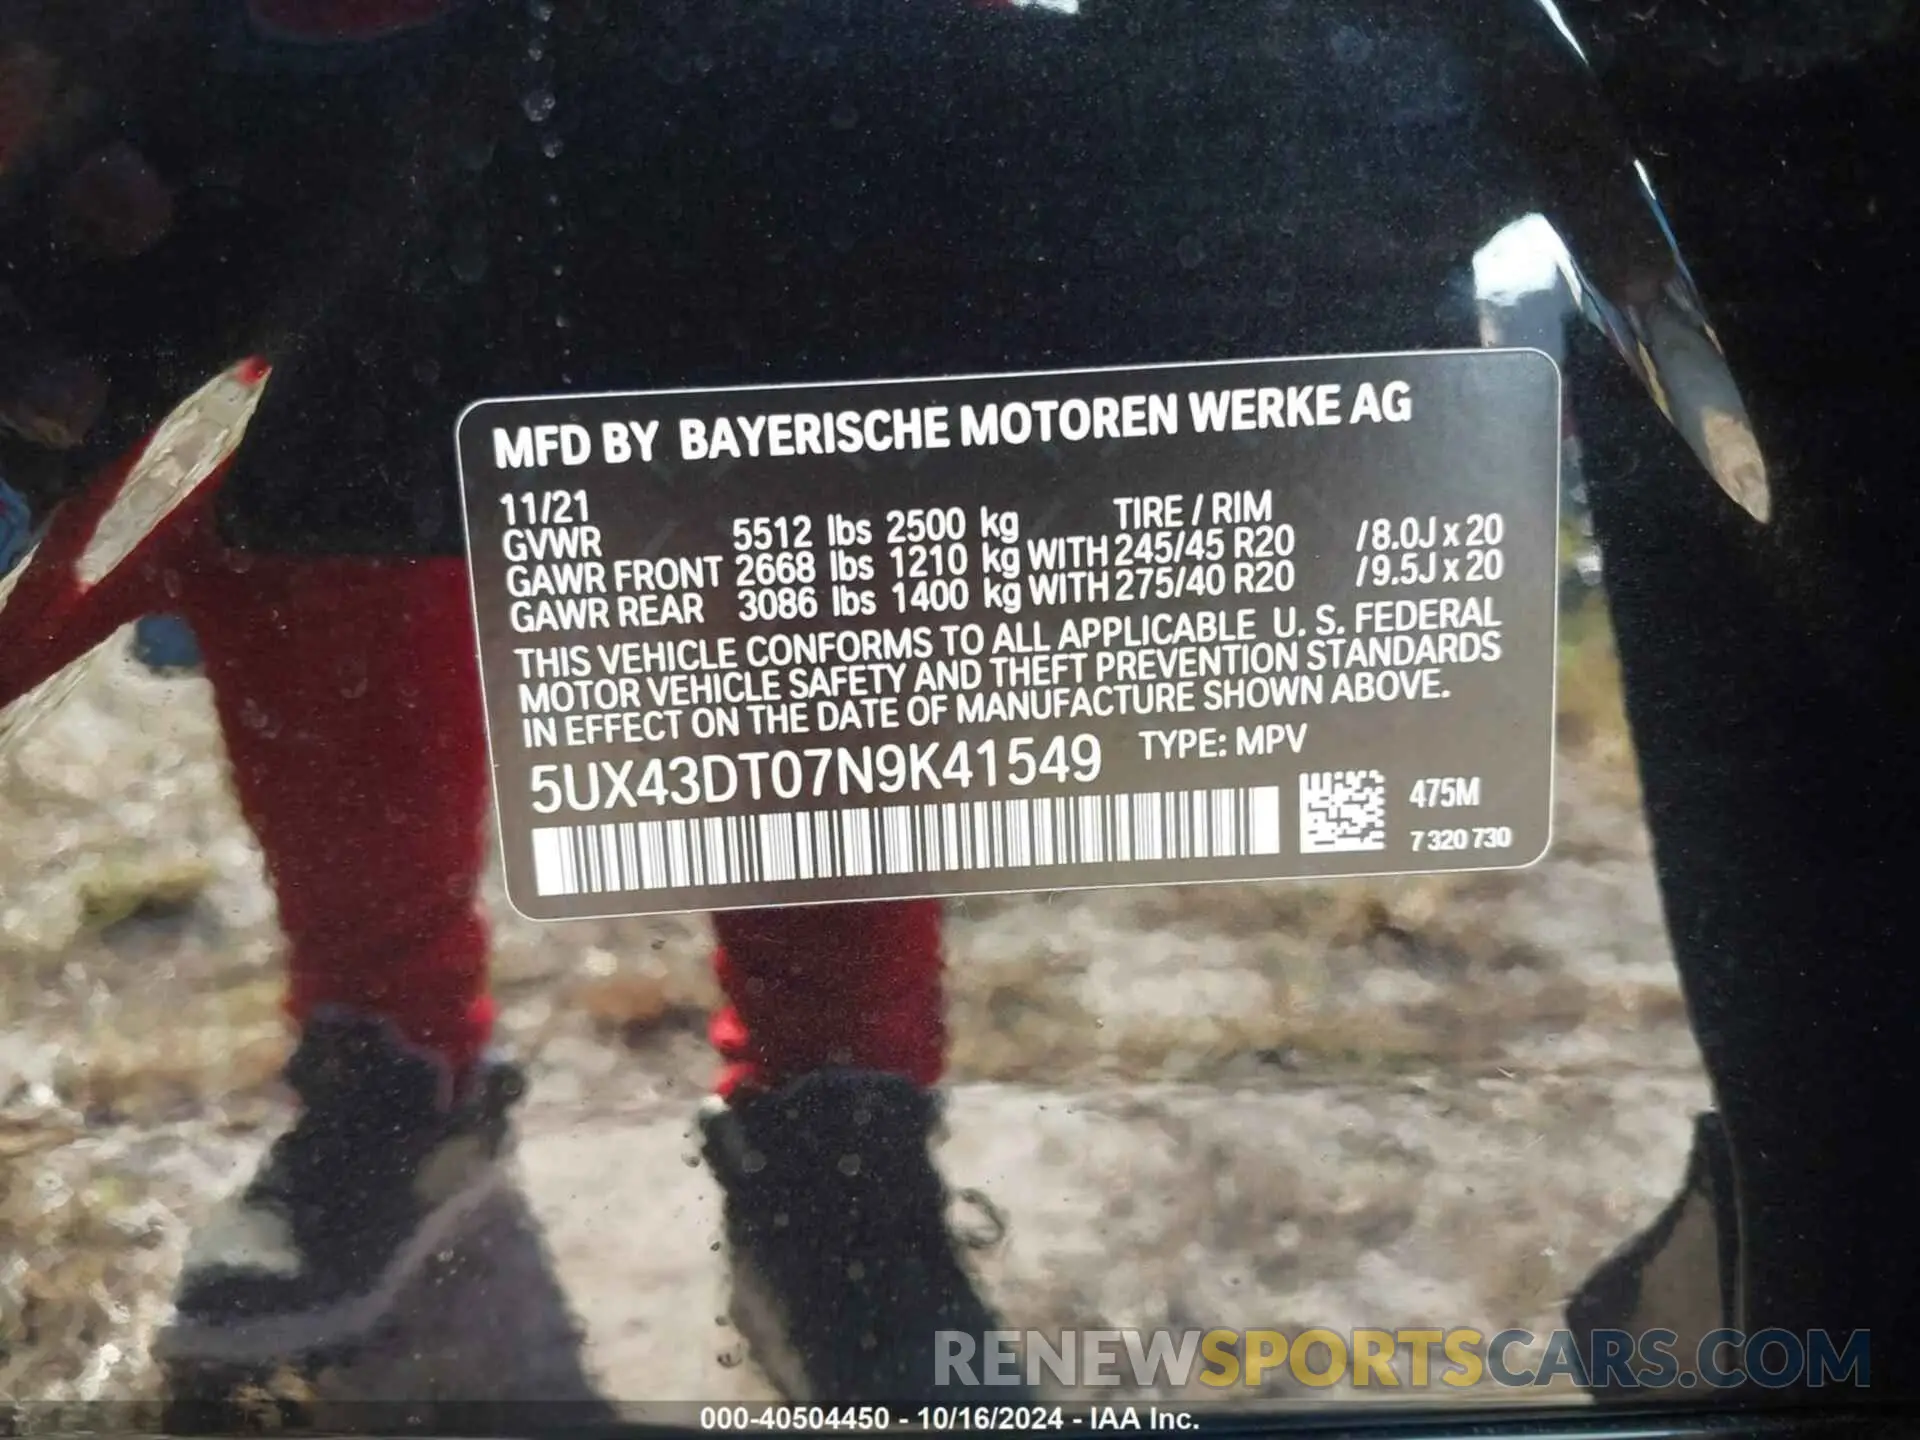 MFD BY BAYERISCHE MOTOREN WERKE AG
11/21 TIRE / RIM
GVWR 5512 lbs 2500 kg
GAWR FRONT 2668 lbs 1210 kg WITH 245/45 R20 /8.0J x 20
GAWR REAR 3086 lbs 1400 kg WITH 275/40 R20 /9.5J x 20
THIS VEHICLE CONFORMS TO ALL APPLICABLE U. S. FEDERAL
MOTOR VEHICLE SAFETY AND THEFT PREVENTION STANDARDS
IN EFFECT ON THE DATE OF MANUFACTURE SHOWN ABOVE.
5UX43DT07N9K41549 TYPE: MPV
475M
7 320 730
RENEWSPORTSCARS.COM
000-40504450 - 10/16/2024 - IAA Inc.